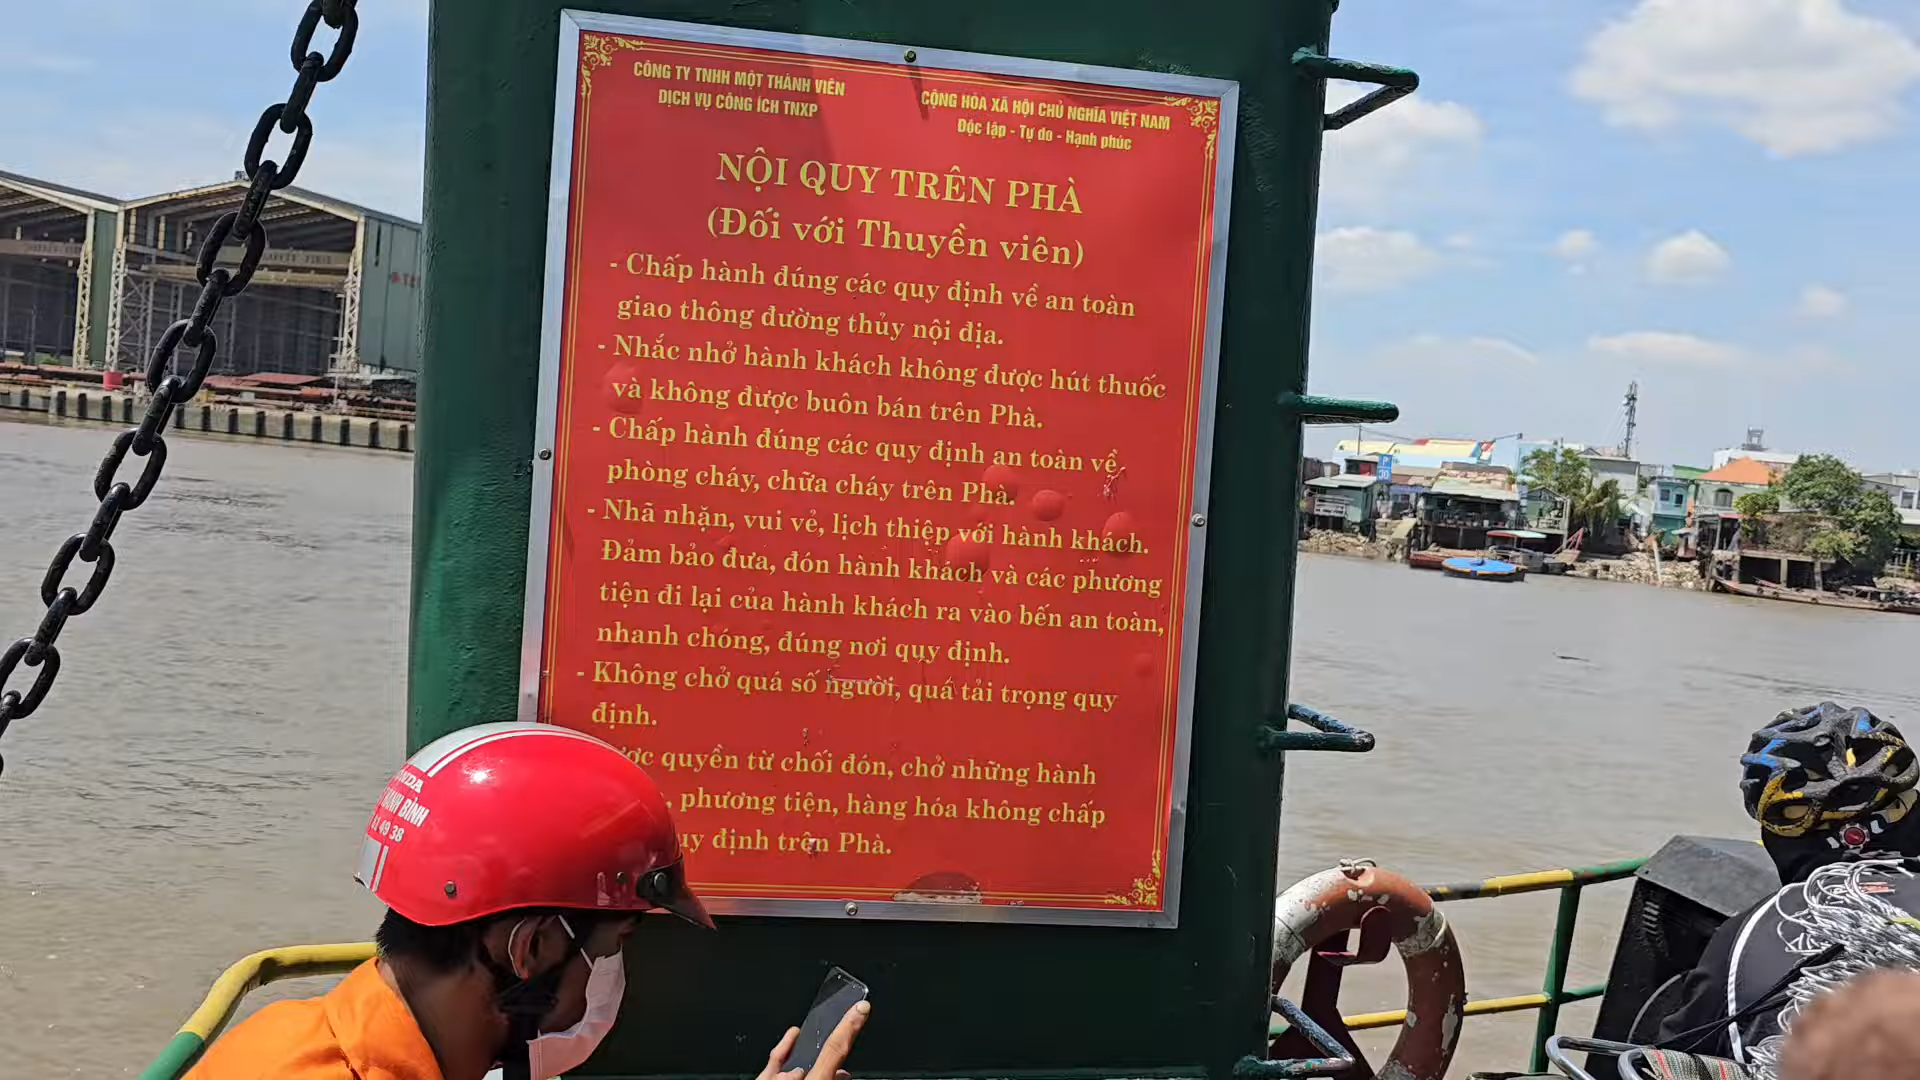 CÔNG TY TNHH MỘT THÀNH VIÊN
DỊCH VỤ CÔNG ÍCH TNXP
CỘNG HÒA XÃ HỘI CHỦ NGHĨA VIỆT NAM
Độc lập - Tự do - Hạnh phúc
NỘI QUY TRÊN PHÀ
(Đối với Thuyền viên)
- Chấp hành đúng các quy định về an toàn
giao thông đường thủy nội địa.
- Nhắc nhở hành khách không được hút thuốc
và không được buôn bán trên Phà.
- Chấp hành đúng các quy định an toàn về
phòng cháy, chữa cháy trên Phà.
- Nhã nhặn, vui vẻ, lịch thiệp với hành khách.
Đảm bảo đưa, đón hành khách và các phương
tiện đi lại của hành khách ra vào bến an toàn,
nhanh chóng, đúng nơi quy định.
- Không chở quá số người, quá tải trọng quy
định.
quyền từ chối đón, chở những hành
, phương tiện, hàng hóa không chấp
định trên Phà.
BÌNH
49 38
P